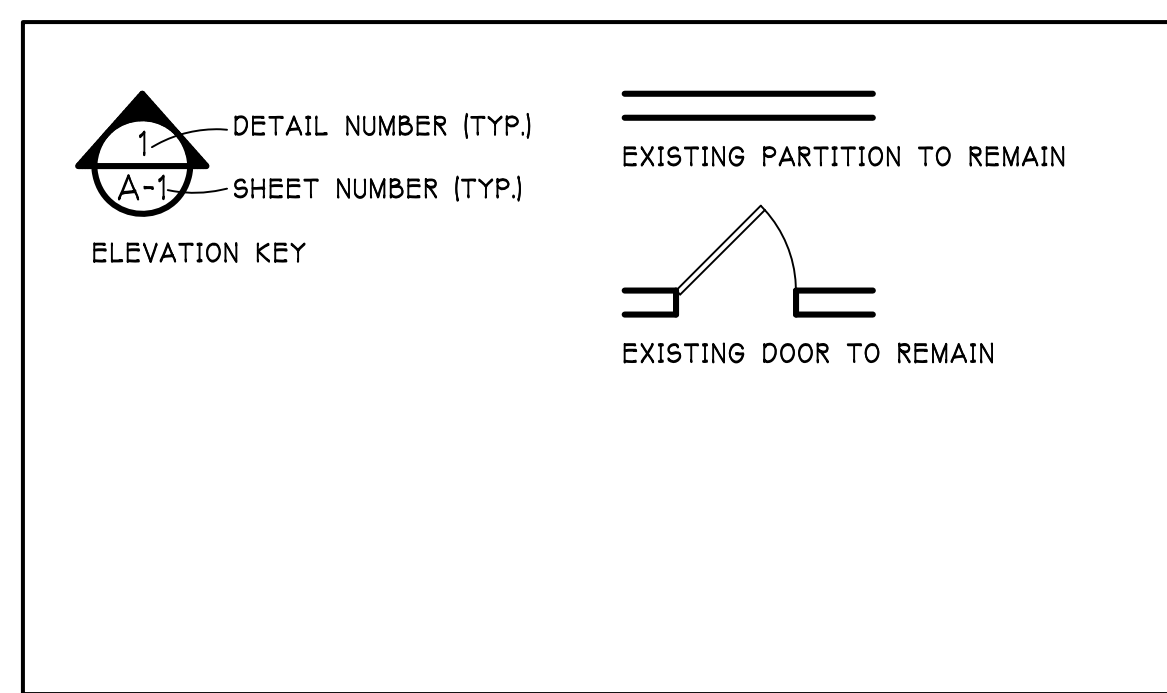 1
DETAIL NUMBER (TYP.)
A-1
SHEET NUMBER (TYP.)
ELEVATION KEY
EXISTING PARTITION TO REMAIN
EXISTING DOOR TO REMAIN